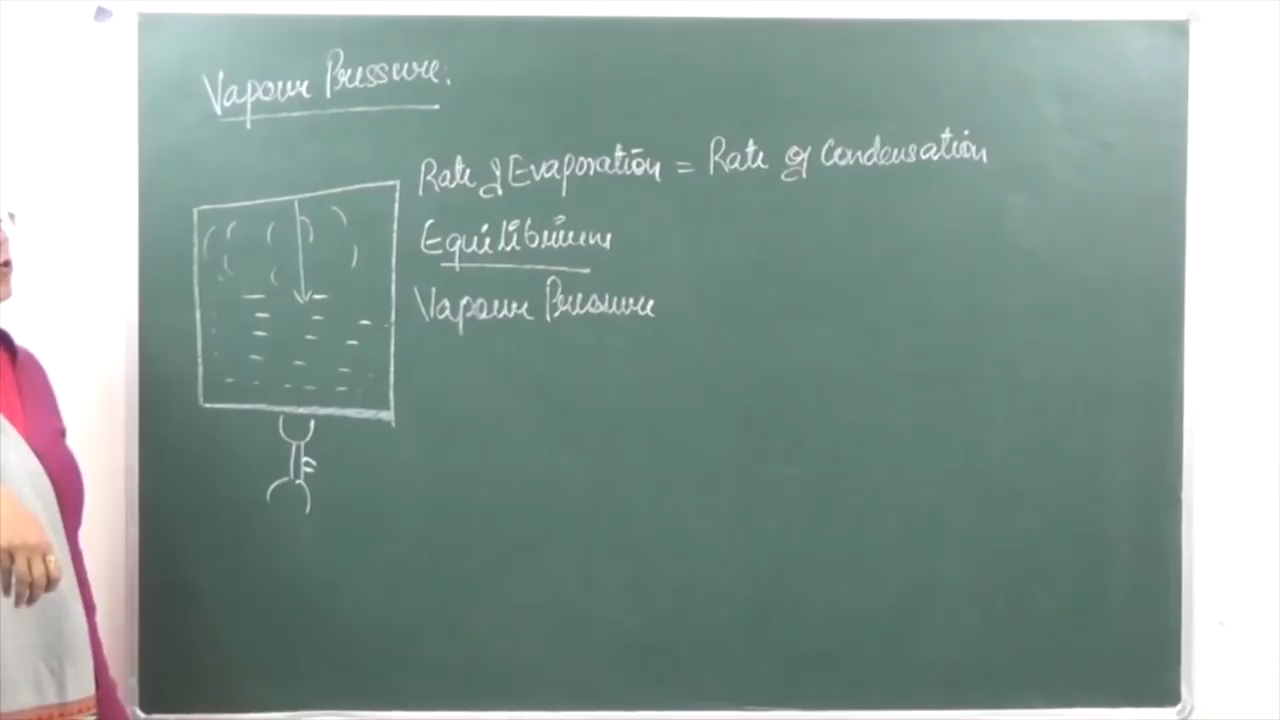 Vapour Pressure:
Rate of Evaporation = Rate of Condensation
Equilibrium
Vapour Pressure